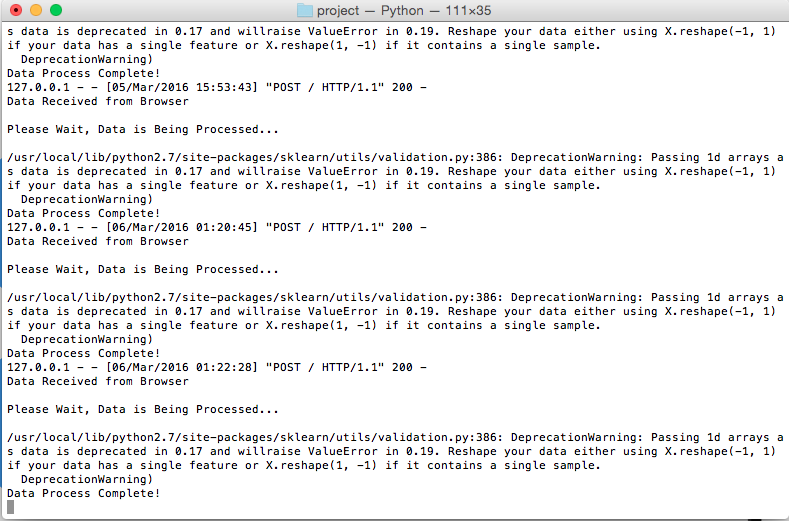 project — Python — 111×35
s data is deprecated in 0.17 and willraise ValueError in 0.19. Reshape your data either using X.reshape(-1, 1)
if your data has a single feature or X.reshape(1, -1) if it contains a single sample.
  DeprecationWarning)
Data Process Complete!
127.0.0.1 - - [05/Mar/2016 15:53:43] "POST / HTTP/1.1" 200 -
Data Received from Browser

Please Wait, Data is Being Processed...

/usr/local/lib/python2.7/site-packages/sklearn/utils/validation.py:386: DeprecationWarning: Passing 1d arrays a
s data is deprecated in 0.17 and willraise ValueError in 0.19. Reshape your data either using X.reshape(-1, 1)
if your data has a single feature or X.reshape(1, -1) if it contains a single sample.
  DeprecationWarning)
Data Process Complete!
127.0.0.1 - - [06/Mar/2016 01:20:45] "POST / HTTP/1.1" 200 -
Data Received from Browser

Please Wait, Data is Being Processed...

/usr/local/lib/python2.7/site-packages/sklearn/utils/validation.py:386: DeprecationWarning: Passing 1d arrays a
s data is deprecated in 0.17 and willraise ValueError in 0.19. Reshape your data either using X.reshape(-1, 1)
if your data has a single feature or X.reshape(1, -1) if it contains a single sample.
  DeprecationWarning)
Data Process Complete!
127.0.0.1 - - [06/Mar/2016 01:22:28] "POST / HTTP/1.1" 200 -
Data Received from Browser

Please Wait, Data is Being Processed...

/usr/local/lib/python2.7/site-packages/sklearn/utils/validation.py:386: DeprecationWarning: Passing 1d arrays a
s data is deprecated in 0.17 and willraise ValueError in 0.19. Reshape your data either using X.reshape(-1, 1)
if your data has a single feature or X.reshape(1, -1) if it contains a single sample.
  DeprecationWarning)
Data Process Complete!